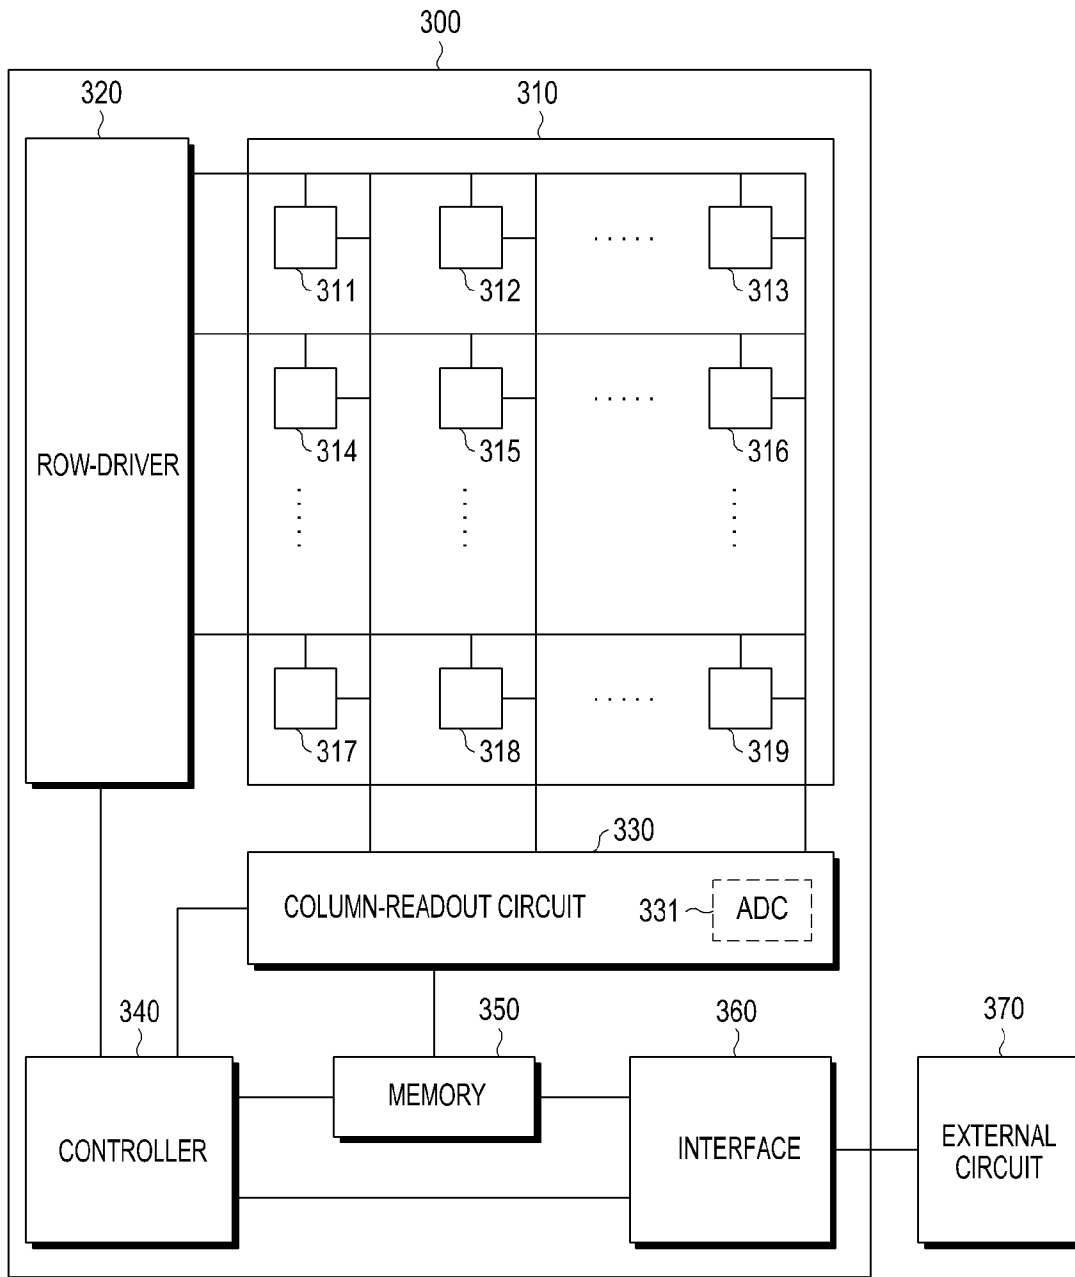 300
320
310
311
312
313
ROW-DRIVER
314
315
316
317
318
319
330
COLUMN-READOUT CIRCUIT
331
ADC
340
350
360
370
CONTROLLER
MEMORY
INTERFACE
EXTERNAL
CIRCUIT